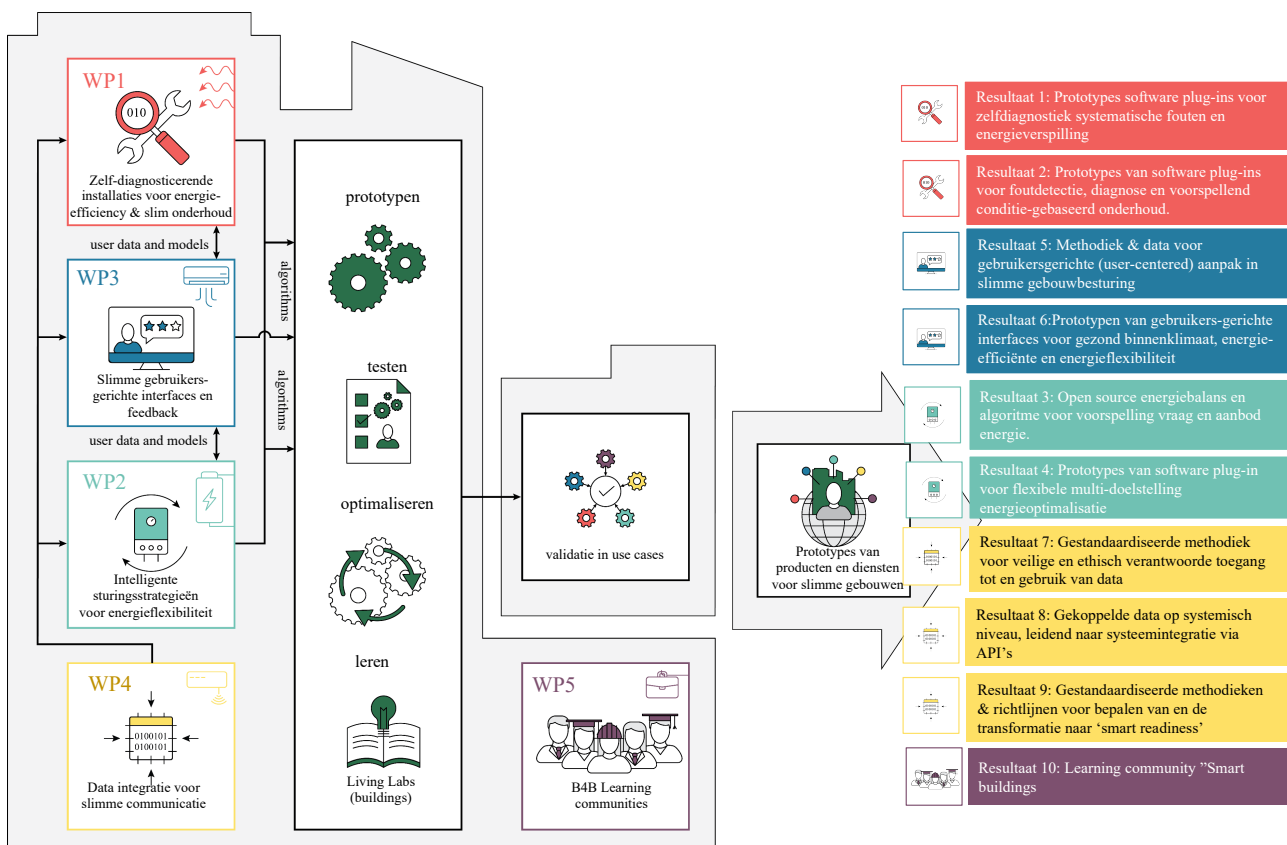 WP1
010
Zelf-diagnosticerende
installaties voor energie-
efficiency & slim onderhoud
user data and models
WP3
Slimme gebruikers-
gerichte interfaces en
feedback
user data and models
WP2
Intelligente
sturingsstrategieën
voor energieflexibiliteit
WP4
0100101
0100101
Data integratie voor
slimme communicatie
algorithms
algorithms
prototypen
testen
optimaliseren
leren
Living Labs
(buildings)
validatie in use cases
WP5
B4B Learning
communities
Prototypes van
producten en diensten
voor slimme gebouwen
Resultaat 1: Prototypes software plug-ins voor
zelfdiagnostiek systematische fouten en
energieverspilling
Resultaat 2: Prototypes van software plug-ins
voor foutdetectie, diagnose en voorspellend
conditie-gebaseerd onderhoud.
Resultaat 5: Methodiek & data voor
gebruikersgerichte (user-centered) aanpak in
slimme gebouwbesturing
Resultaat 6:Prototypen van gebruikers-gerichte
interfaces voor gezond binnenklimaat, energie-
efficiënte en energieflexibiliteit
Resultaat 3: Open source energiebalans en
algoritme voor voorspelling vraag en aanbod
energie.
Resultaat 4: Prototypes van software plug-in
voor flexibele multi-doelstelling
energieoptimalisatie
Resultaat 7: Gestandaardiseerde methodiek
voor veilige en ethisch verantwoorde toegang
tot en gebruik van data
Resultaat 8: Gekoppelde data op systemisch
niveau, leidend naar systeemintegratie via
API's
Resultaat 9: Gestandaardiseerde methodieken
& richtlijnen voor bepalen van en de
transformatie naar ‘smart readiness’
Resultaat 10: Learning community ”Smart
buildings